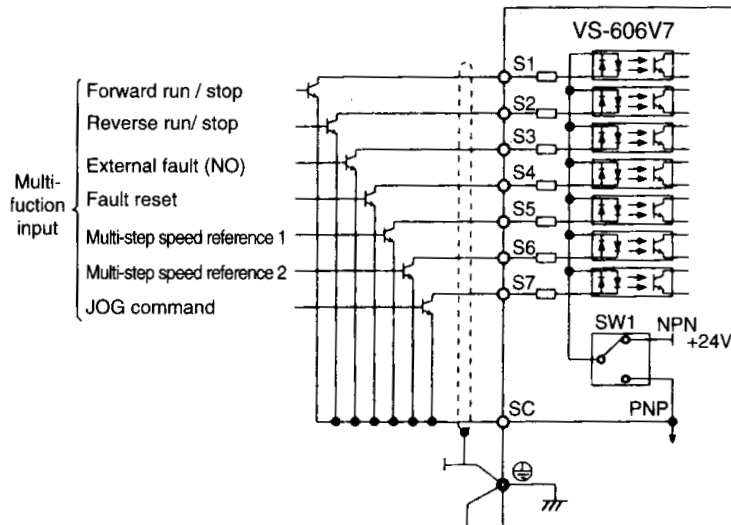 VS-606V7
S1
Forward run / stop
S2
Reverse run/ stop
S3
External fault (NO)
S4
Multi-
fuction
input
Fault reset
S5
Multi-step speed reference 1
S6
Multi-step speed reference 2
S7
JOG command
SW1
NPN
+24V
SC
PNP